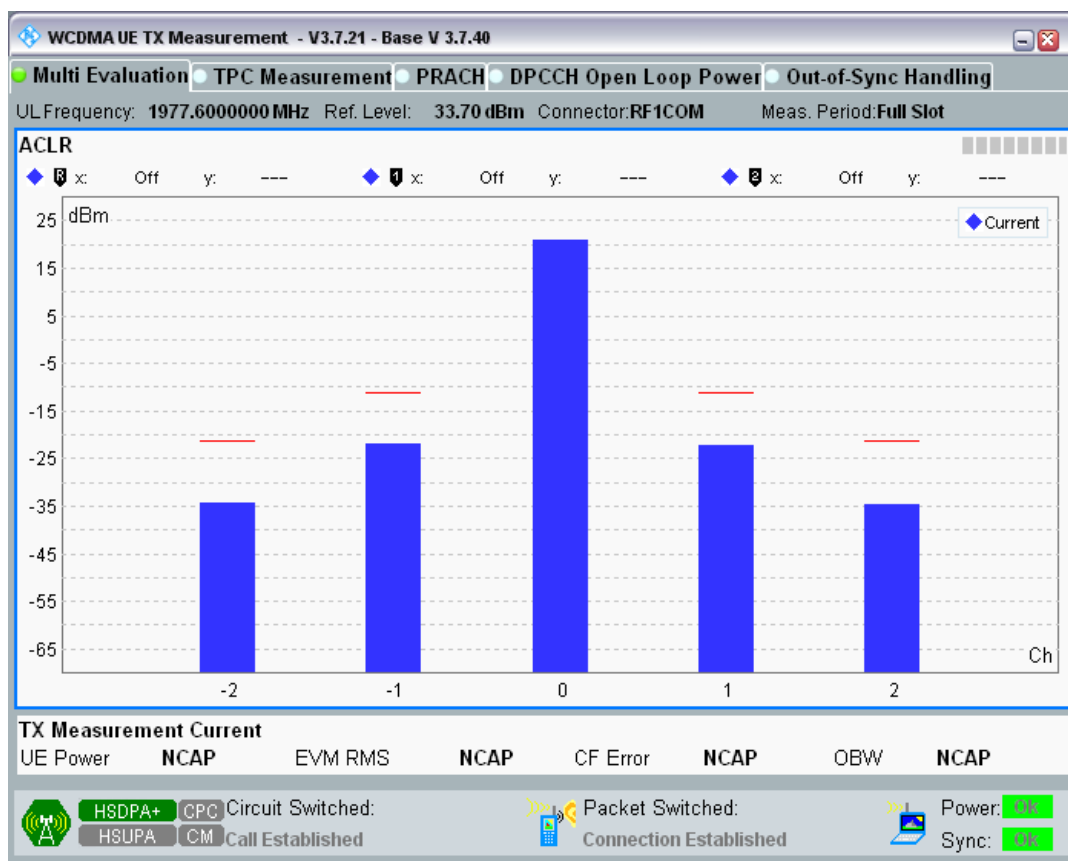 WCDMA UE TX Measurement - V3.7.21 - Base V 3.7.40
Multi Evaluation TPC Measurement PRACH DPCCH Open Loop Power Out-of-Sync Handling
UL Frequency: 1977.6000000 MHz Ref. Level: 33.70 dBm Connector:RF1COM Meas. Period:Full Slot
ACLR
R x: Off y: --- 1 x: Off y: --- 2 x: Off y: ---
dBm
Current
25
15
5
-5
-15
-25
-35
-45
-55
-65
Ch
-2 -1 0 1 2
TX Measurement Current
UE Power NCAP EVM RMS NCAP CF Error NCAP OBW NCAP
HSDPA+ CPC Circuit Switched: Packet Switched: Power: Ok
HSUPA CM Call Established Connection Established Sync: Ok